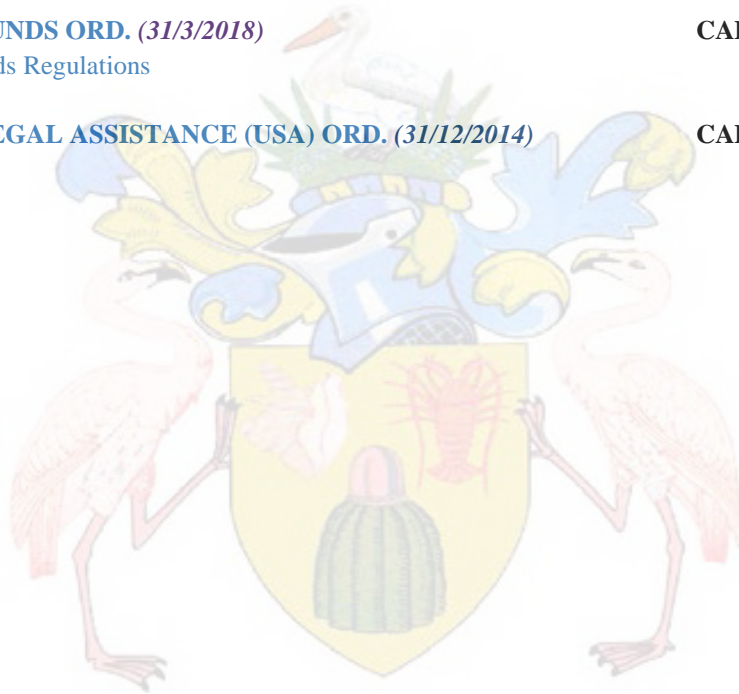 UNDS ORD. (31/3/2018) CA
ds Regulations
EGAL ASSISTANCE (USA) ORD. (31/12/2014) CA